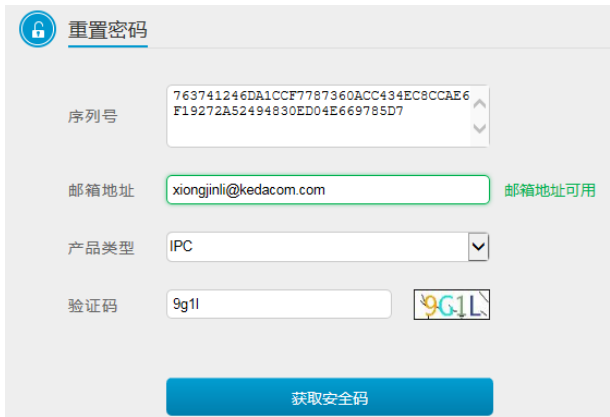 重置密码
序列号
763741246DA1CCF7787360ACC434EC8CCAE6
F19272A52494830ED04E669785D7
邮箱地址 xiongjinli@kedacom.com 邮箱地址可用
产品类型 IPC
验证码 9g1l 9G1L
获取安全码